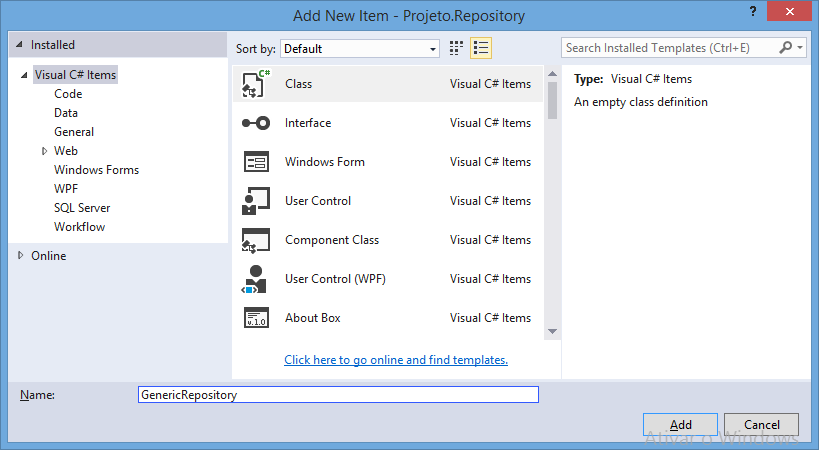 Add New Item - Projeto.Repository
?
Installed
Sort by: Default
Search Installed Templates (Ctrl+E)
Visual C# Items
Code
Data
General
Web
Windows Forms
WPF
SQL Server
Workflow
Online
C#
Class Visual C# Items
Interface Visual C# Items
Windows Form Visual C# Items
User Control Visual C# Items
Component Class Visual C# Items
User Control (WPF) Visual C# Items
v.1.0
About Box Visual C# Items
Click here to go online and find templates.
Type: Visual C# Items
An empty class definition
Name: GenericRepository
Add Cancel
Ativar o Windows